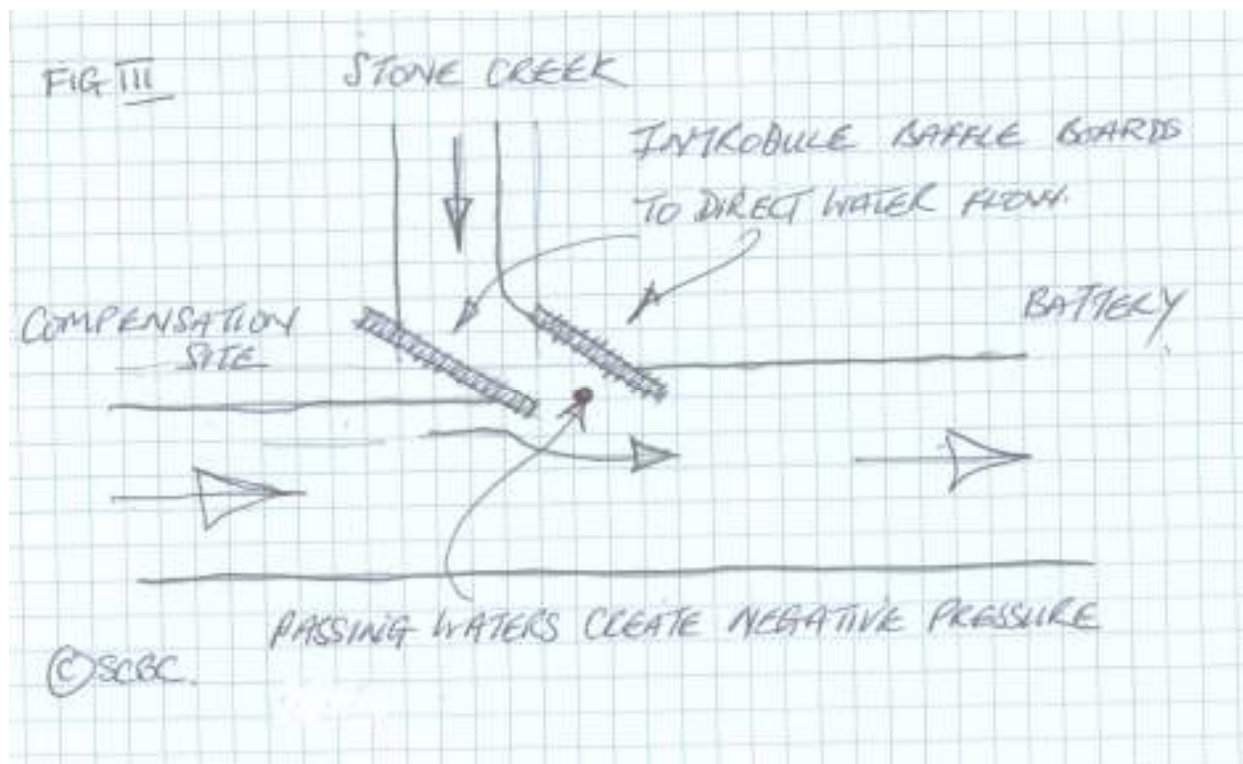 FIG III
STONE CREEK
INTRODUCE BAFFLE BOARDS
TO DIRECT WATER FLOW.
COMPENSATION
SITE
BATTERY
PASSING WATERS CREATE NEGATIVE PRESSURE
© SCBC.